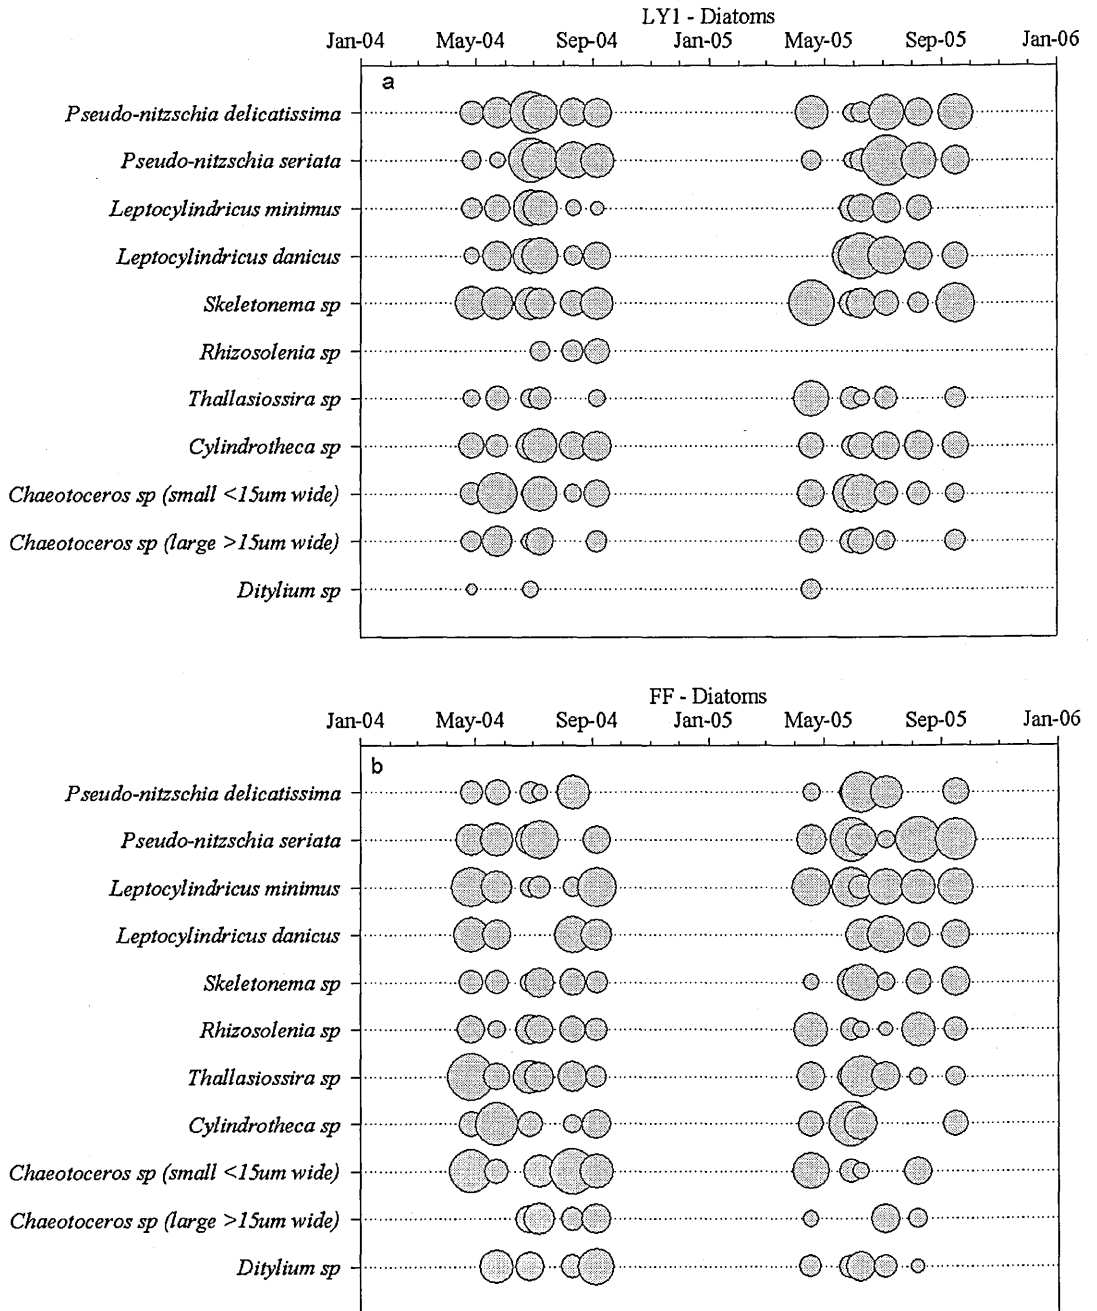 LY1 - Diatoms
Jan-04 May-04 Sep-04 Jan-05 May-05 Sep-05 Jan-06
a
Pseudo-nitzschia delicatissima
Pseudo-nitzschia seriata
Leptocylindricus minimus
Leptocylindricus danicus
Skeletonema sp
Rhizosolenia sp
Thallasiossira sp
Cylindrotheca sp
Chaeotoceros sp (small <15um wide)
Chaeotoceros sp (large >15um wide)
Ditylium sp
FF - Diatoms
Jan-04 May-04 Sep-04 Jan-05 May-05 Sep-05 Jan-06
b
Pseudo-nitzschia delicatissima
Pseudo-nitzschia seriata
Leptocylindricus minimus
Leptocylindricus danicus
Skeletonema sp
Rhizosolenia sp
Thallasiossira sp
Cylindrotheca sp
Chaeotoceros sp (small <15um wide)
Chaeotoceros sp (large >15um wide)
Ditylium sp